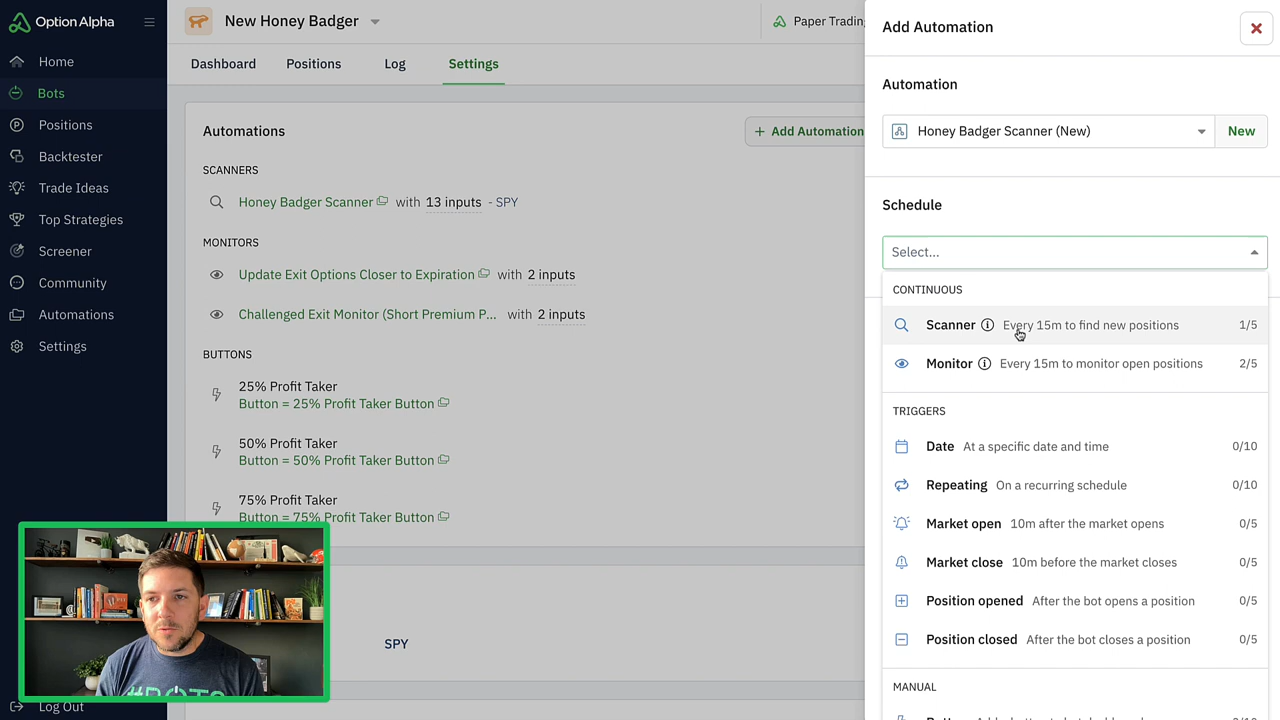 Option Alpha
Home
Bots
Positions
Backtester
Trade Ideas
Top Strategies
Screener
Community
Automations
Settings
Log Out
New Honey Badger
Paper Trading
Dashboard
Positions
Log
Settings
Automations
+ Add Automation
SCANNERS
Honey Badger Scanner with 13 inputs - SPY
MONITORS
Update Exit Options Closer to Expiration with 2 inputs
Challenged Exit Monitor (Short Premium P... with 2 inputs
BUTTONS
25% Profit Taker
Button = 25% Profit Taker Button
50% Profit Taker
Button = 50% Profit Taker Button
75% Profit Taker
Button = 75% Profit Taker Button
SPY
#BOTS
Add Automation
Automation
Honey Badger Scanner (New)
New
Schedule
Select...
CONTINUOUS
Scanner Every 15m to find new positions 1/5
Monitor Every 15m to monitor open positions 2/5
TRIGGERS
Date At a specific date and time 0/10
Repeating On a recurring schedule 0/10
Market open 10m after the market opens 0/5
Market close 10m before the market closes 0/5
Position opened After the bot opens a position 0/5
Position closed After the bot closes a position 0/5
MANUAL